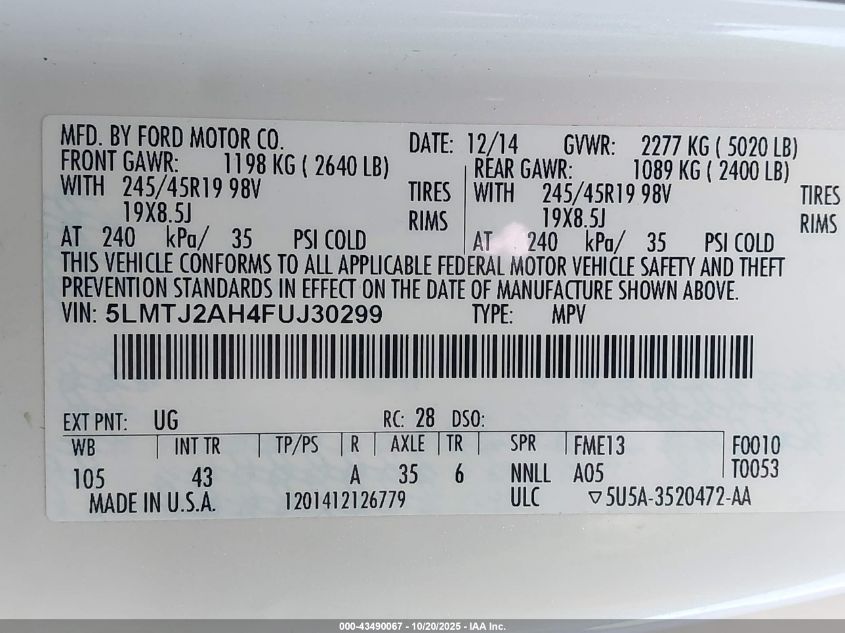 MFD. BY FORD MOTOR CO. DATE: 12/14 GVWR: 2277 KG ( 5020 LB)
FRONT GAWR: 1198 KG ( 2640 LB) REAR GAWR: 1089 KG ( 2400 LB)
WITH 245/45R19 98V TIRES WITH 245/45R19 98V TIRES
19X8.5J RIMS 19X8.5J RIMS
AT 240 kPa/ 35 PSI COLD AT 240 kPa/ 35 PSI COLD
THIS VEHICLE CONFORMS TO ALL APPLICABLE FEDERAL MOTOR VEHICLE SAFETY AND THEFT
PREVENTION STANDARDS IN EFFECT ON THE DATE OF MANUFACTURE SHOWN ABOVE.
VIN: 5LMTJ2AH4FUJ30299 TYPE: MPV
EXT PNT: UG RC: 28 DSO:
WB INT TR TP/PS R AXLE TR SPR FME13 F0010
105 43 A 35 6 NNLL A05 T0053
MADE IN U.S.A. 1201412126779 ULC ▽5U5A-3520472-AA
000-43490067 - 10/20/2025 - IAA Inc.